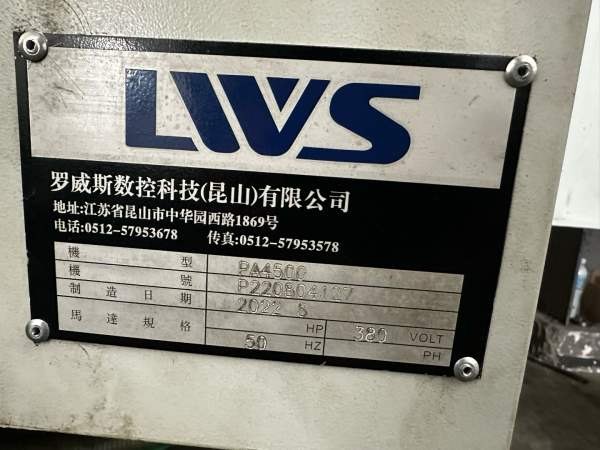 LWS
罗威斯数控科技(昆山)有限公司
地址:江苏省昆山市中华园西路1869号
电话:0512-57953678 传真:0512-57953578
機型 PA4500
機號 P220804137
制造日期 2022 8
馬達規格 HP 380 VOLT
50 HZ PH